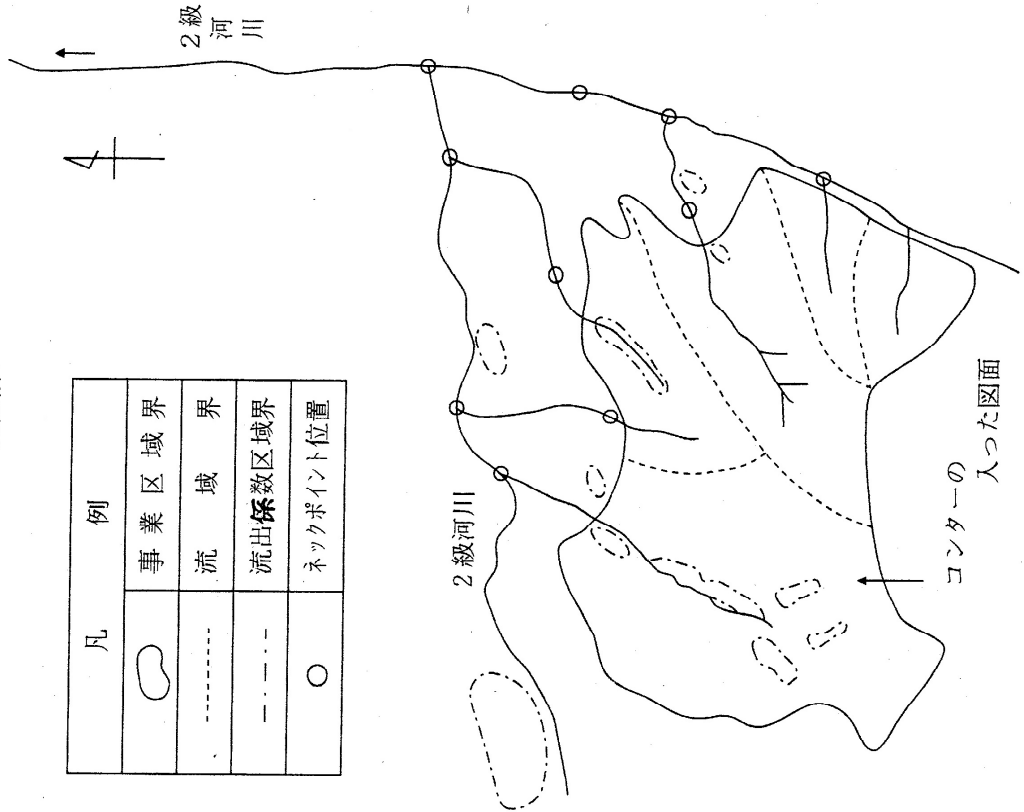 凡例
事業区域界
流域界
流出係数区域界
ネックポイント位置
2級河川
2級河川
コンターの
入った図面